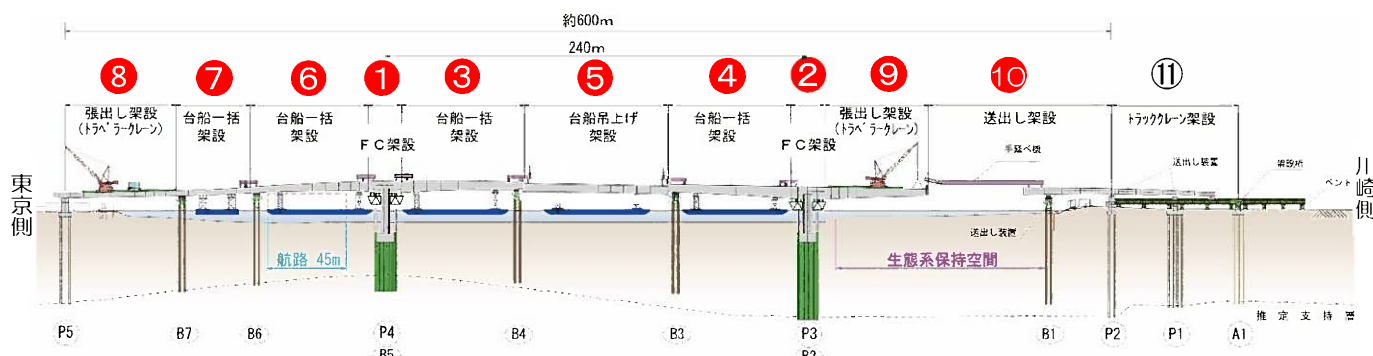 約600m
240m
8
7
6
1
3
5
4
2
9
10
⑪
張出し架設
(トラベラークレーン)
台船一括
架設
台船一括
架設
FC架設
台船一括
架設
台船吊上げ
架設
台船一括
架設
FC架設
張出し架設
(トラベラークレーン)
送出し架設
トラッククレーン架設
手延べ機
送出し装置
架設桁
ベント
東京側
川崎側
送出し装置
航路 45m
生態系保持空間
推定支持層
P5
B7
B6
P4
B5
B4
B3
P3
B2
B1
P2
P1
A1